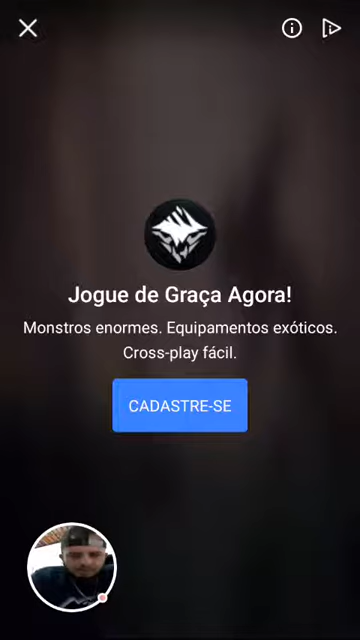 Jogue de Graça Agora!
Monstros enormes. Equipamentos exóticos.
Cross-play fácil.
CADASTRE-SE